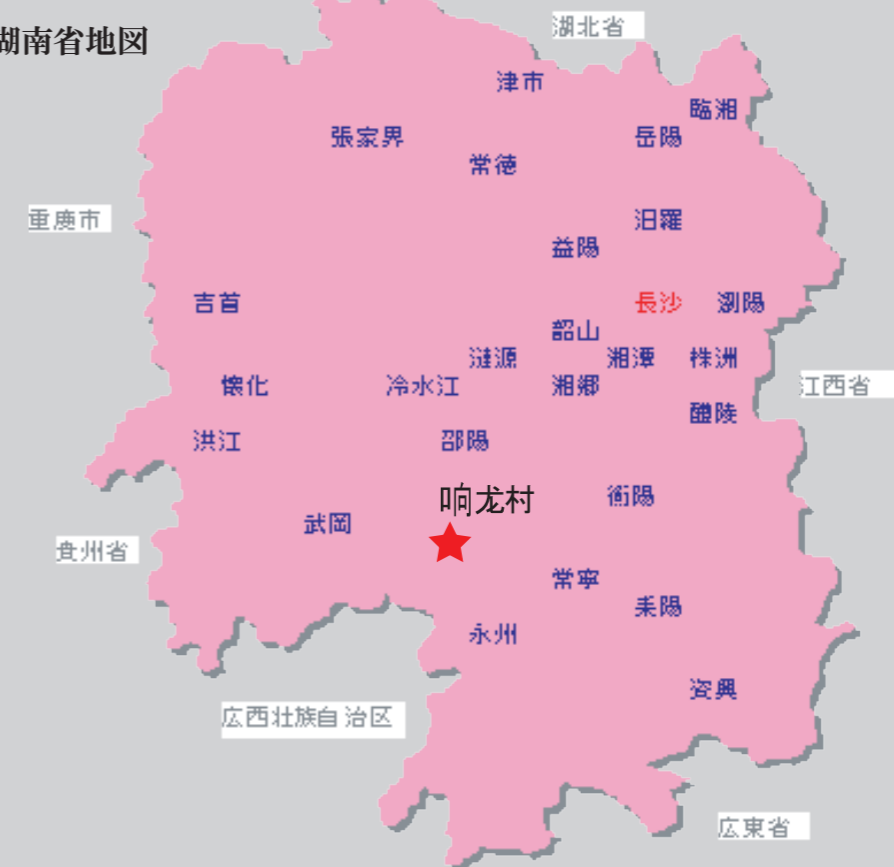 湖南省地図
湖北省
津市
臨湘
張家界
岳陽
常徳
重慶市
汨羅
益陽
吉首
長沙
瀏陽
韶山
漣源
湘潭
株洲
懐化
冷水江
湘郷
江西省
醴陵
洪江
邵陽
响龙村
衡陽
武岡
貴州省
常寧
耒陽
永州
資興
広西壮族自治区
広東省